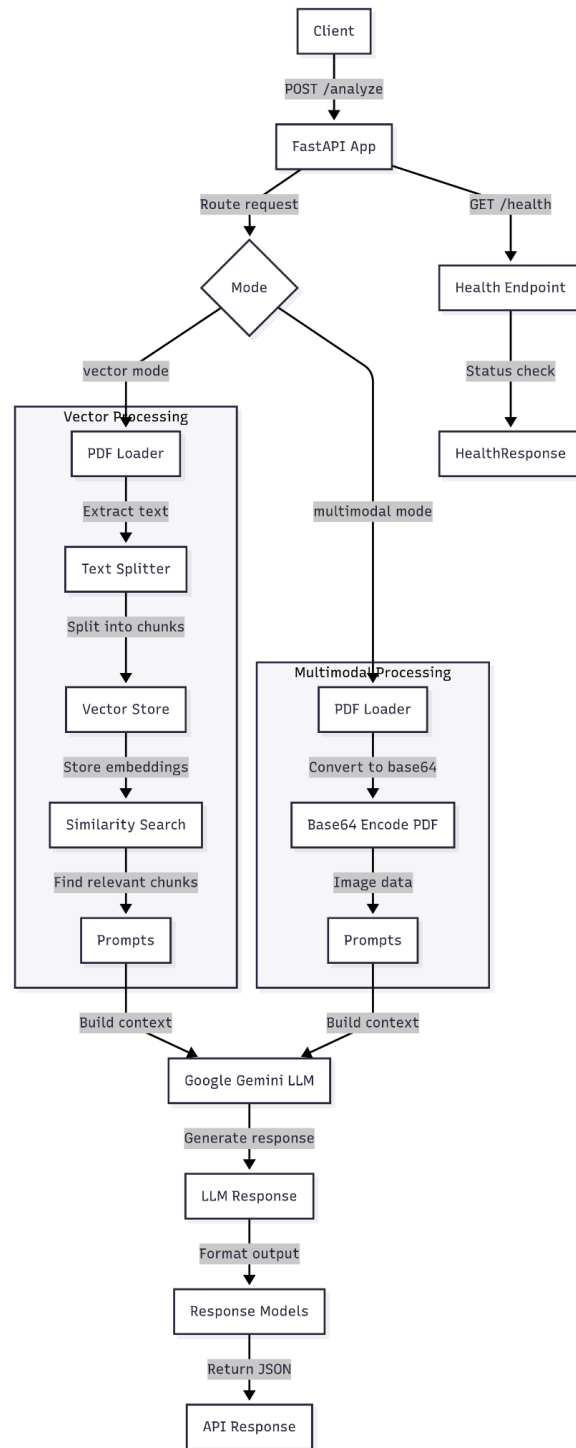 Client
POST /analyze
FastAPI App
Route request
GET /health
Mode
Health Endpoint
vector mode
Status check
Vector Processing
PDF Loader
HealthResponse
Extract text
multimodal mode
Text Splitter
Split into chunks
Multimodal Processing
Vector Store
PDF Loader
Store embeddings
Convert to base64
Similarity Search
Base64 Encode PDF
Find relevant chunks
Image data
Prompts
Prompts
Build context
Build context
Google Gemini LLM
Generate response
LLM Response
Format output
Response Models
Return JSON
API Response